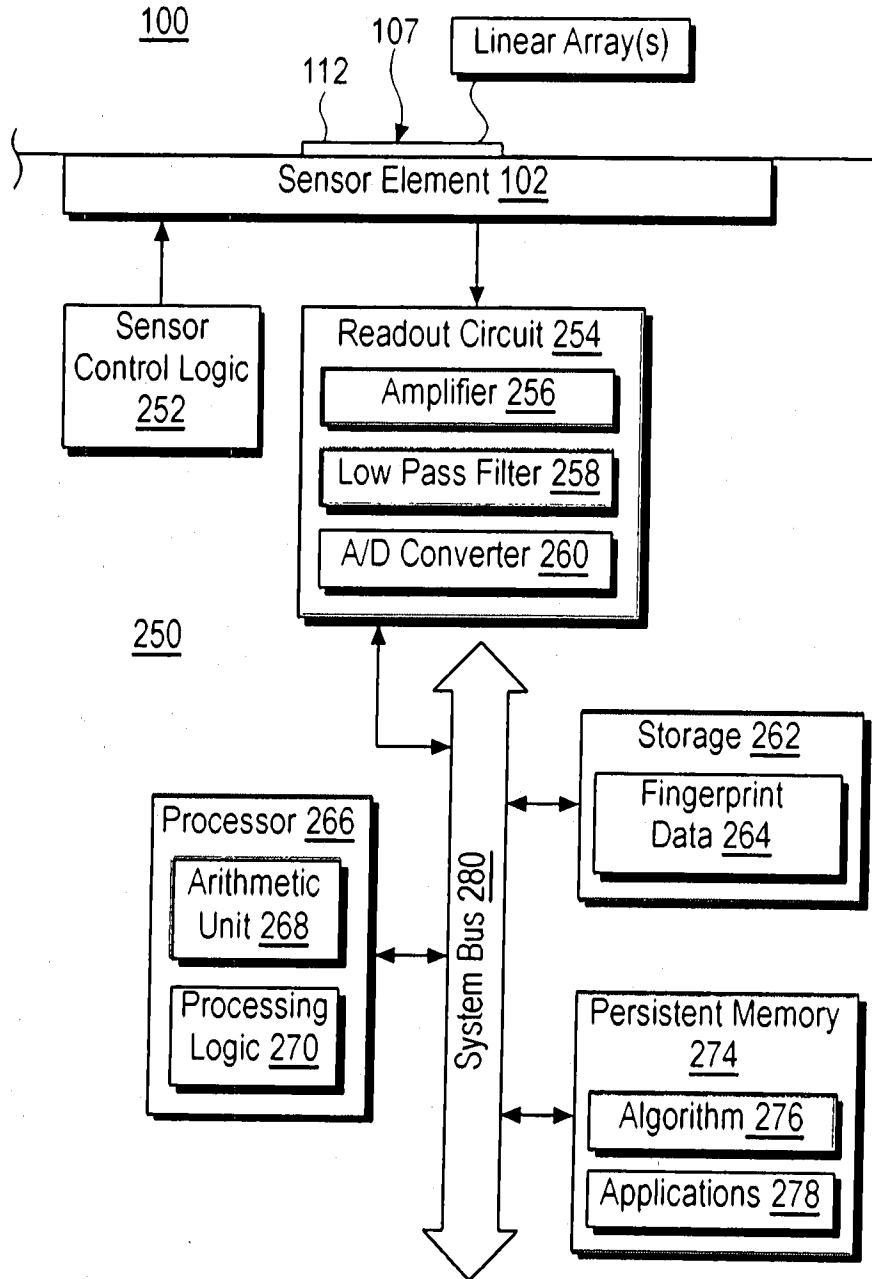 100
107
Linear Array(s)
112
Sensor Element 102
Sensor
Control Logic
252
Readout Circuit 254
Amplifier 256
Low Pass Filter 258
A/D Converter 260
250
Storage 262
Fingerprint
Data 264
Processor 266
Arithmetic
Unit 268
Processing
Logic 270
System Bus 280
Persistent Memory
274
Algorithm 276
Applications 278